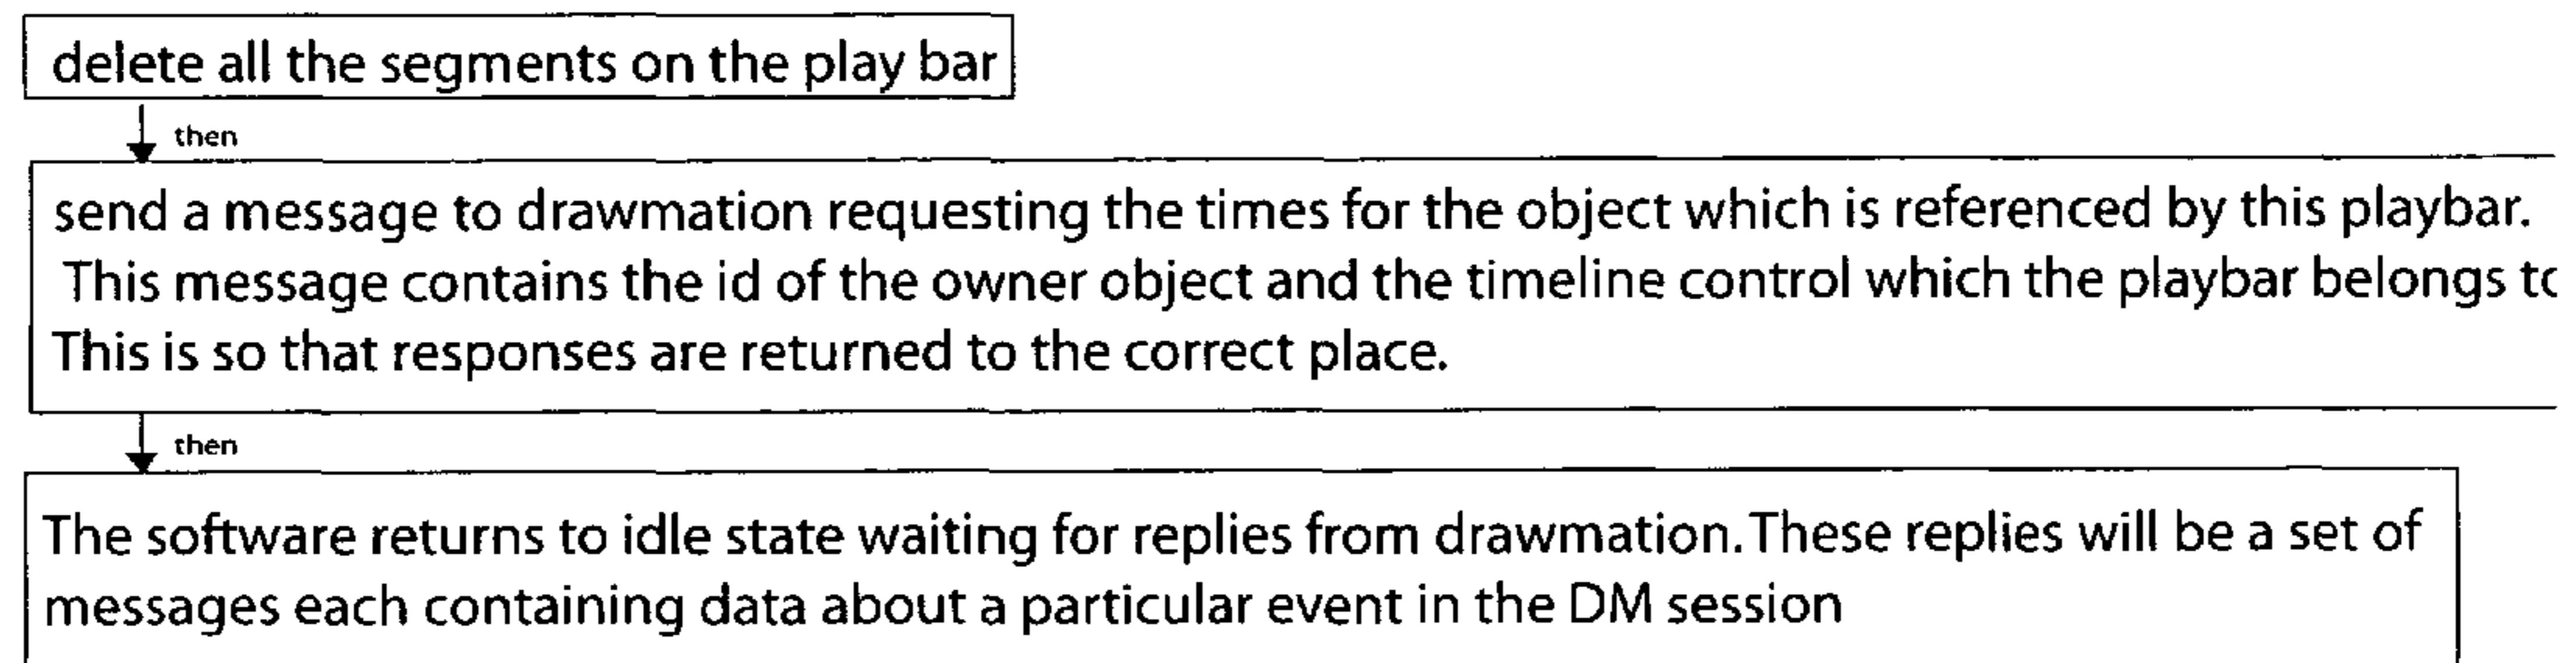 delete all the segments on the play bar
then
send a message to drawmation requesting the times for the object which is referenced by this playbar.
This message contains the id of the owner object and the timeline control which the playbar belongs to
This is so that responses are returned to the correct place.
then
The software returns to idle state waiting for replies from drawmation.These replies will be a set of
messages each containing data about a particular event in the DM session